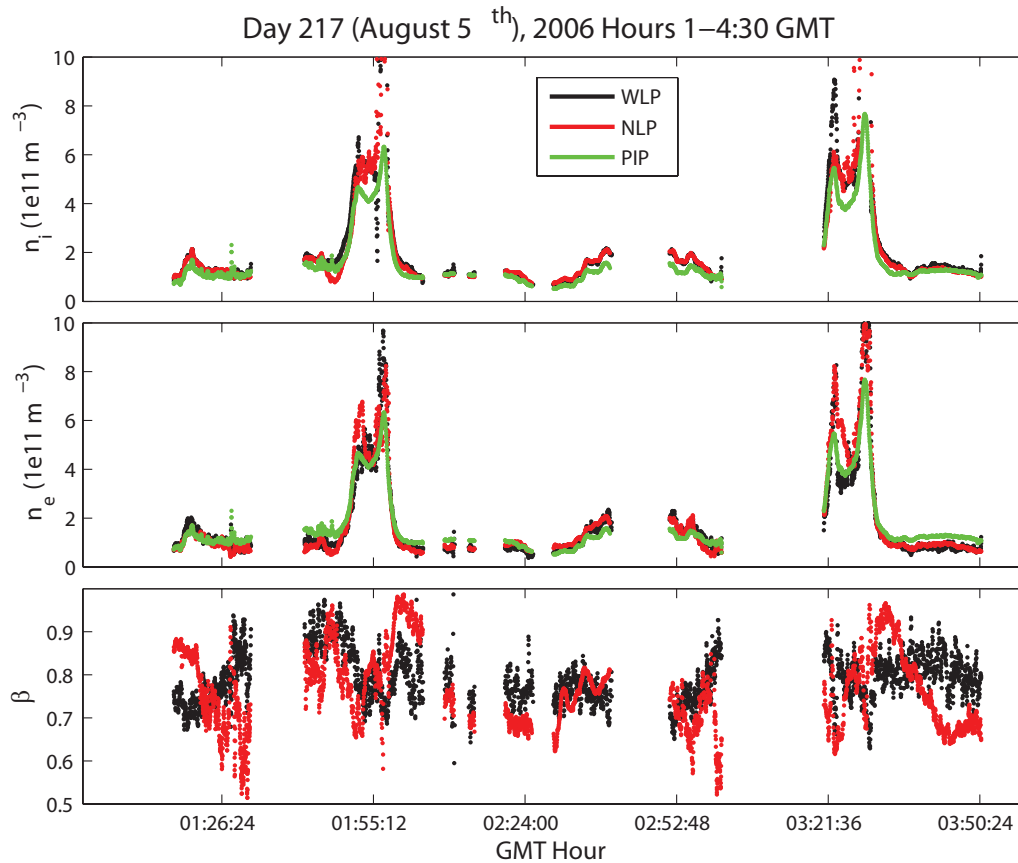 Day 217 (August 5 th), 2006 Hours 1−4:30 GMT
10
8
6
4
2
0
n_i (1e11 m −3)
WLP
NLP
PIP
10
8
6
4
2
0
n_e (1e11 m −3)
0.9
0.8
0.7
0.6
0.5
β
01:26:24 01:55:12 02:24:00 02:52:48 03:21:36 03:50:24
GMT Hour